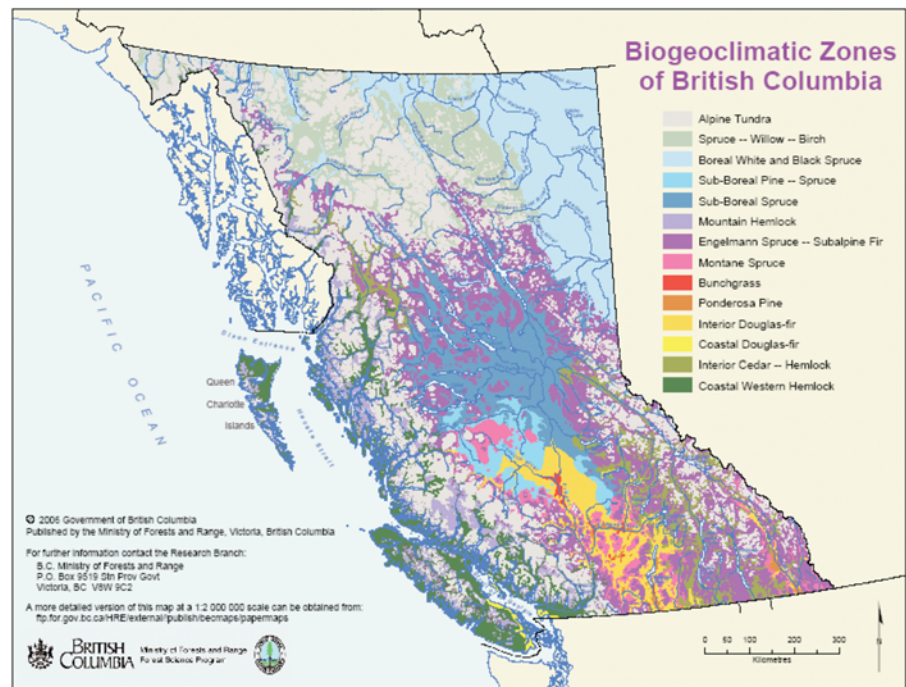 Biogeoclimatic Zones
of British Columbia
Alpine Tundra
Spruce -- Willow -- Birch
Boreal White and Black Spruce
Sub-Boreal Pine -- Spruce
Sub-Boreal Spruce
Mountain Hemlock
Engelmann Spruce -- Subalpine Fir
Montane Spruce
Bunchgrass
Ponderosa Pine
Interior Douglas-fir
Coastal Douglas-fir
Interior Cedar -- Hemlock
Coastal Western Hemlock
PACIFIC OCEAN
Dixon Entrance
Queen
Charlotte
Islands
Hecate Strait
© 2006 Government of British Columbia
Published by the Ministry of Forests and Range, Victoria, British Columbia
For further information contact the Research Branch:
B.C. Ministry of Forests and Range
P.O. Box 9519 Stn Prov Govt
Victoria, BC V8W 9C2
A more detailed version of this map at a 1:2 000 000 scale can be obtained from:
ftp.for.gov.bc.ca/HRE/external/publish/becmaps/papermaps
BRITISH
COLUMBIA
Ministry of Forests and Range
Forest Science Program
0 50 100 200 300
Kilometres
N